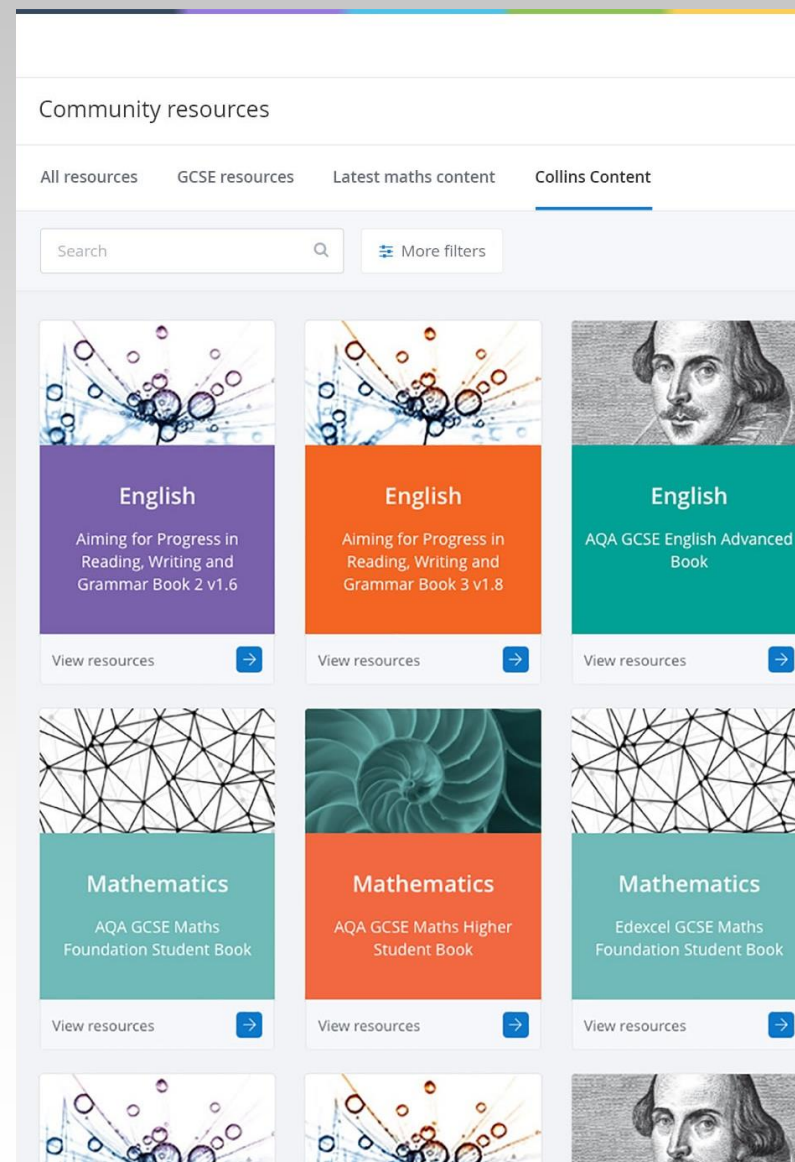 Community resources
All resources GCSE resources Latest maths content Collins Content
Search More filters
English
Aiming for Progress in
Reading, Writing and
Grammar Book 2 v1.6
View resources
English
Aiming for Progress in
Reading, Writing and
Grammar Book 3 v1.8
View resources
English
AQA GCSE English Advanced
Book
View resources
Mathematics
AQA GCSE Maths
Foundation Student Book
View resources
Mathematics
AQA GCSE Maths Higher
Student Book
View resources
Mathematics
Edexcel GCSE Maths
Foundation Student Book
View resources